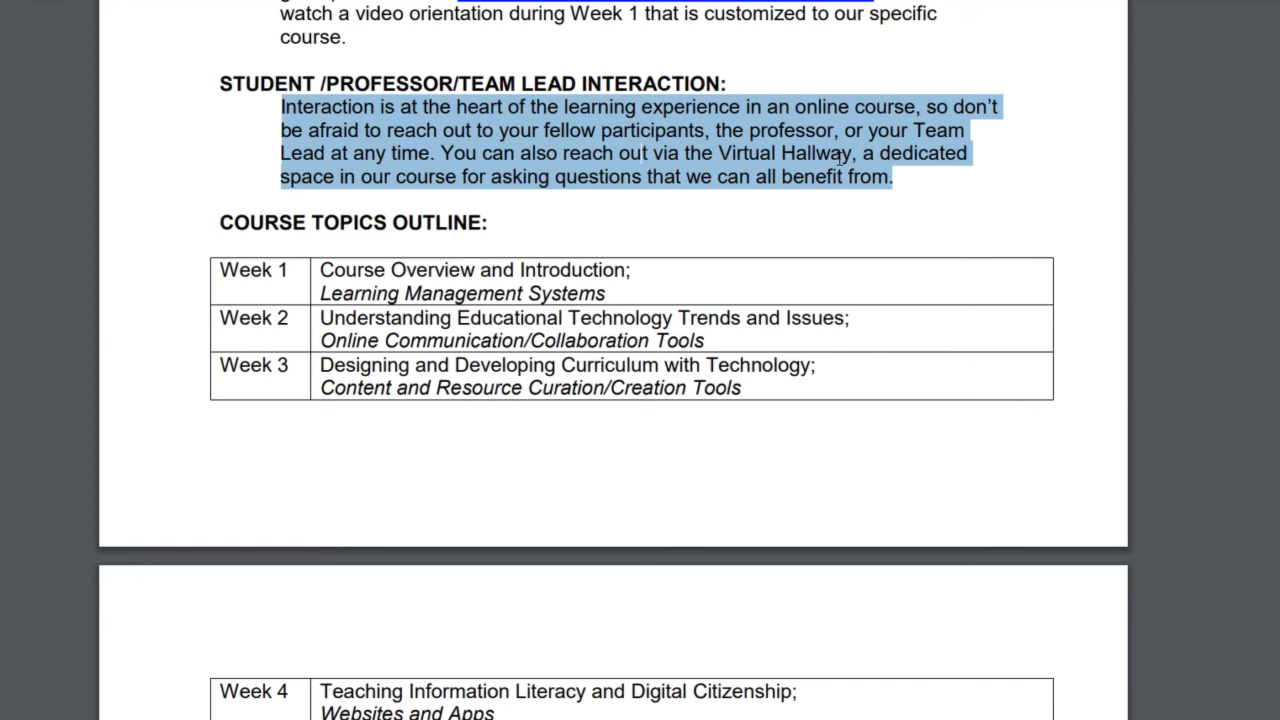 watch a video orientation during Week 1 that is customized to our specific
course.
STUDENT /PROFESSOR/TEAM LEAD INTERACTION:
Interaction is at the heart of the learning experience in an online course, so don’t
be afraid to reach out to your fellow participants, the professor, or your Team
Lead at any time. You can also reach out via the Virtual Hallway, a dedicated
space in our course for asking questions that we can all benefit from.
COURSE TOPICS OUTLINE:
Week 1 Course Overview and Introduction;
Learning Management Systems
Week 2 Understanding Educational Technology Trends and Issues;
Online Communication/Collaboration Tools
Week 3 Designing and Developing Curriculum with Technology;
Content and Resource Curation/Creation Tools
Week 4 Teaching Information Literacy and Digital Citizenship;
Websites and Apps